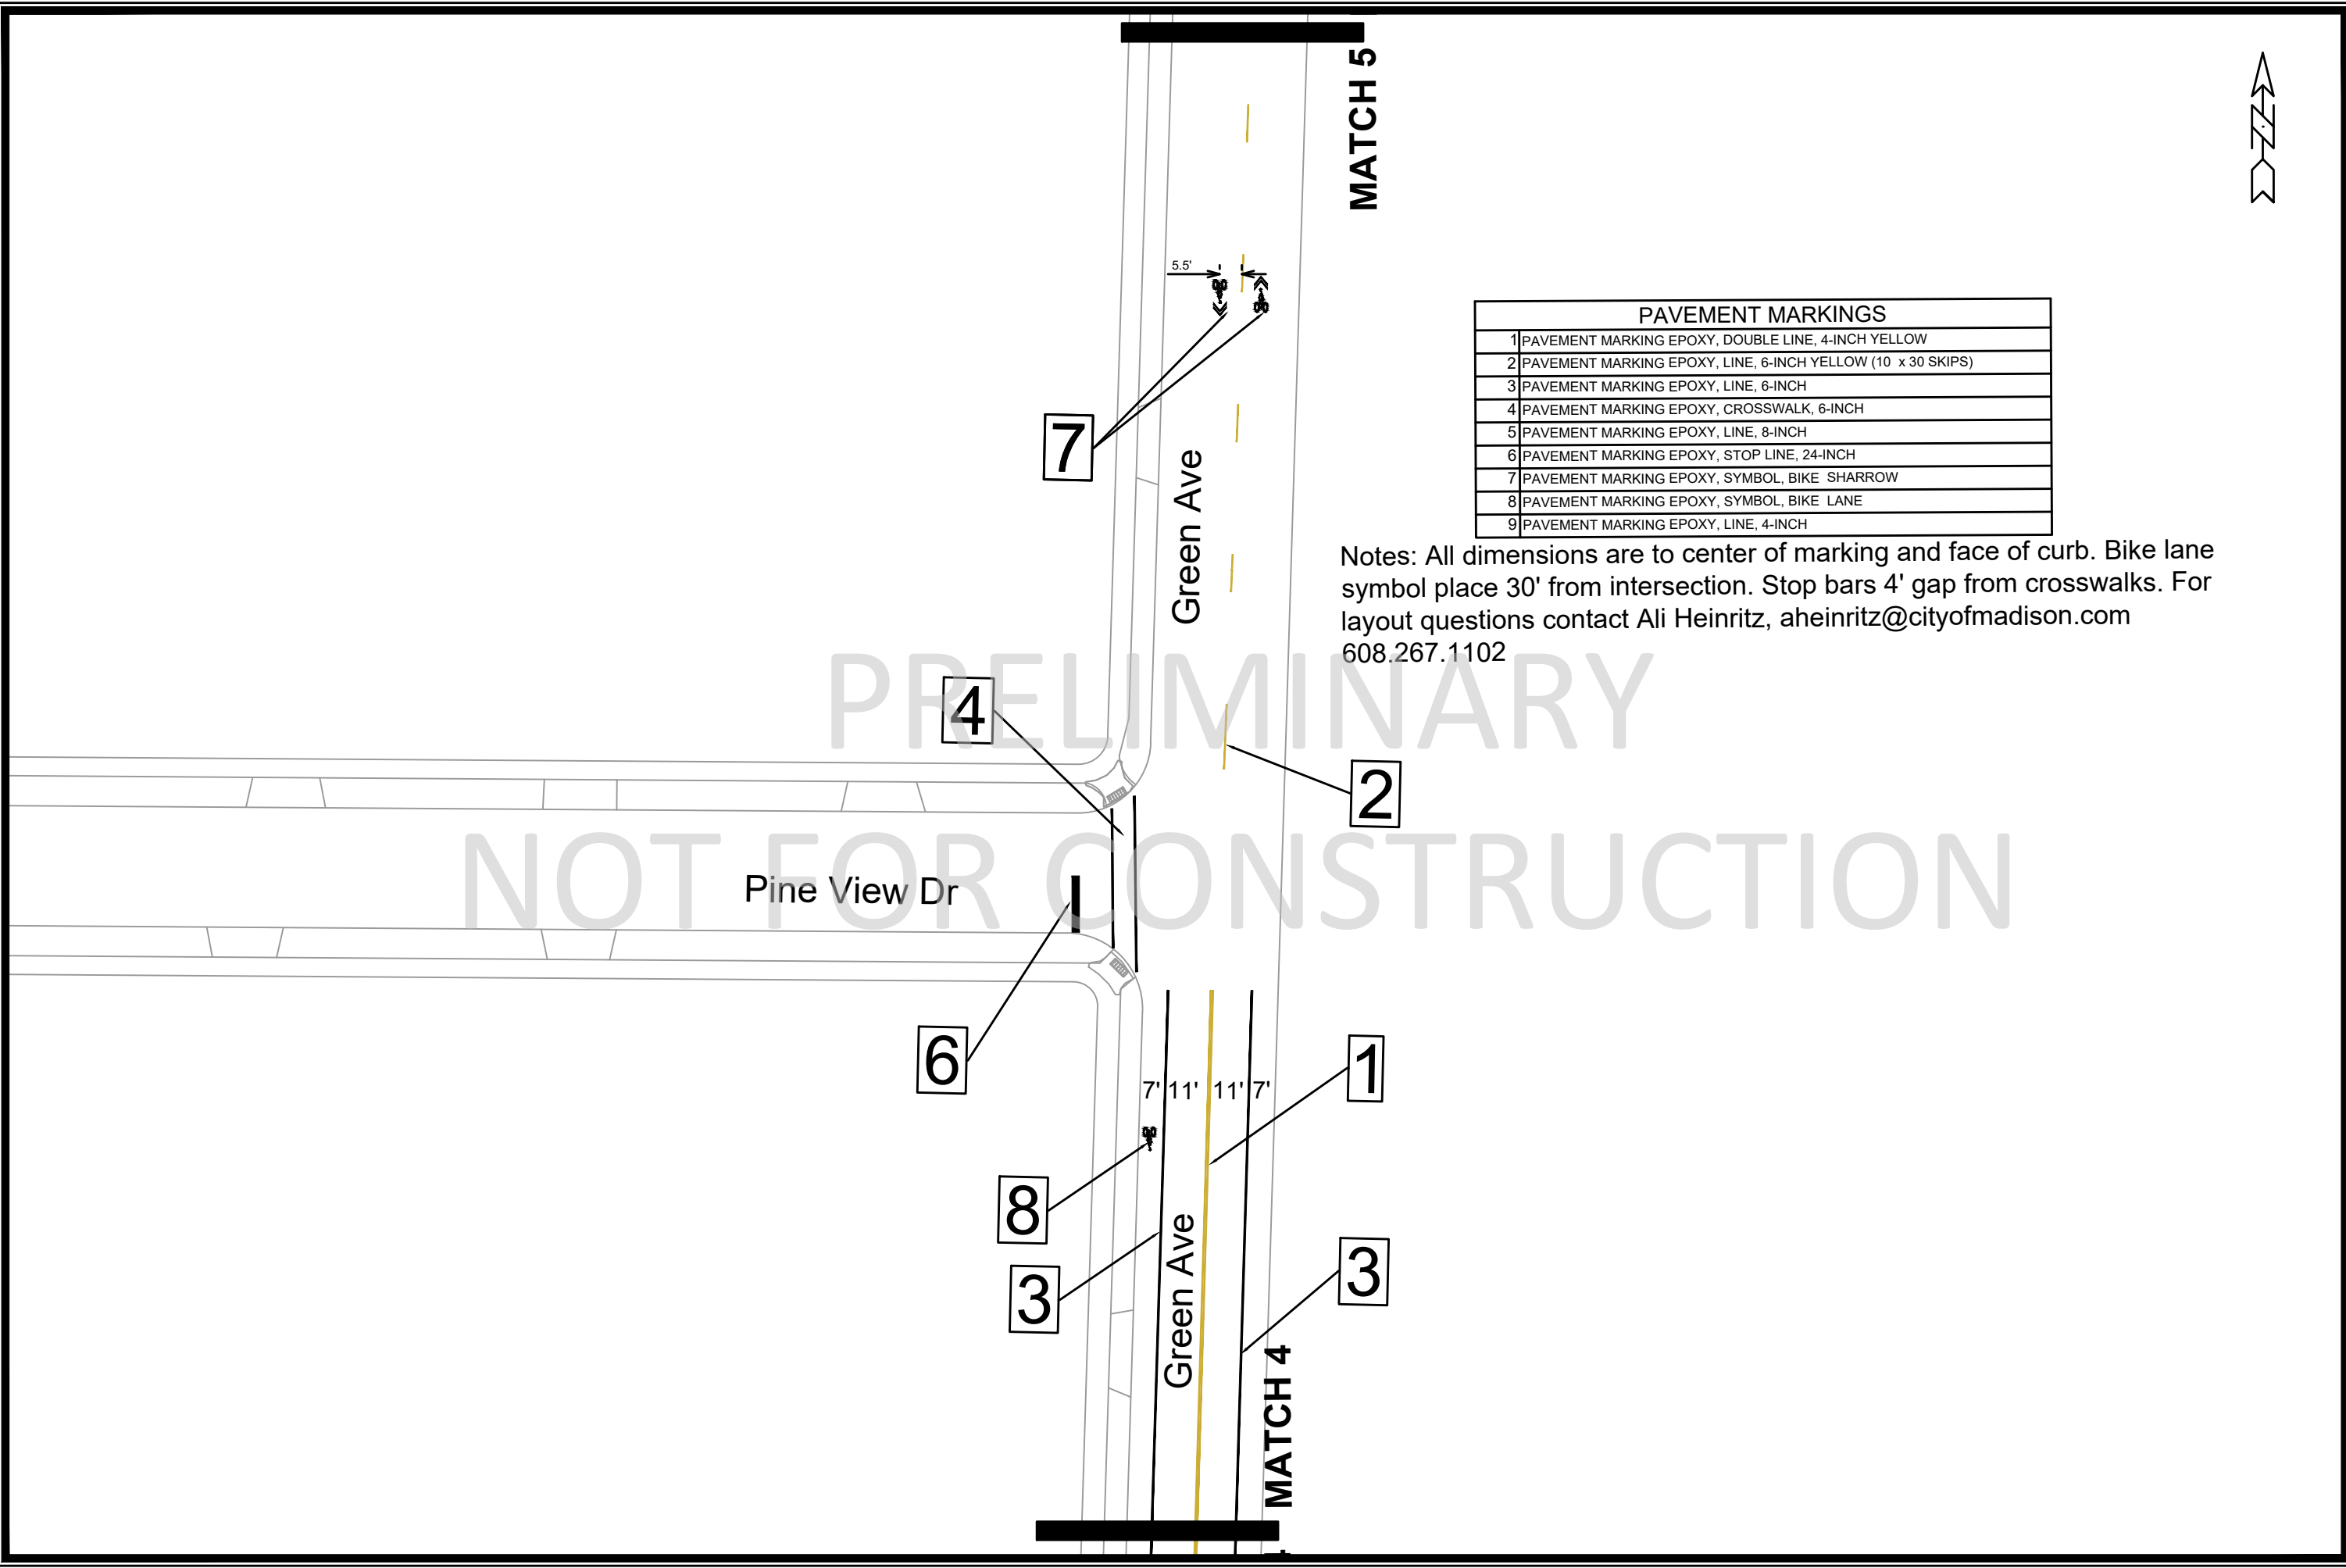 MATCH 5
N
5.5'
PAVEMENT MARKINGS
1 PAVEMENT MARKING EPOXY, DOUBLE LINE, 4-INCH YELLOW
2 PAVEMENT MARKING EPOXY, LINE, 6-INCH YELLOW (10 x 30 SKIPS)
3 PAVEMENT MARKING EPOXY, LINE, 6-INCH
4 PAVEMENT MARKING EPOXY, CROSSWALK, 6-INCH
5 PAVEMENT MARKING EPOXY, LINE, 8-INCH
6 PAVEMENT MARKING EPOXY, STOP LINE, 24-INCH
7 PAVEMENT MARKING EPOXY, SYMBOL, BIKE SHARROW
8 PAVEMENT MARKING EPOXY, SYMBOL, BIKE LANE
9 PAVEMENT MARKING EPOXY, LINE, 4-INCH
7
Green Ave
Notes: All dimensions are to center of marking and face of curb. Bike lane
symbol place 30' from intersection. Stop bars 4' gap from crosswalks. For
layout questions contact Ali Heinritz, aheinritz@cityofmadison.com
608.267.1102
PRELIMINARY
4
2
NOT FOR CONSTRUCTION
Pine View Dr
6
1
7' 11' 11' 7'
8
3
3
Green Ave
MATCH 4